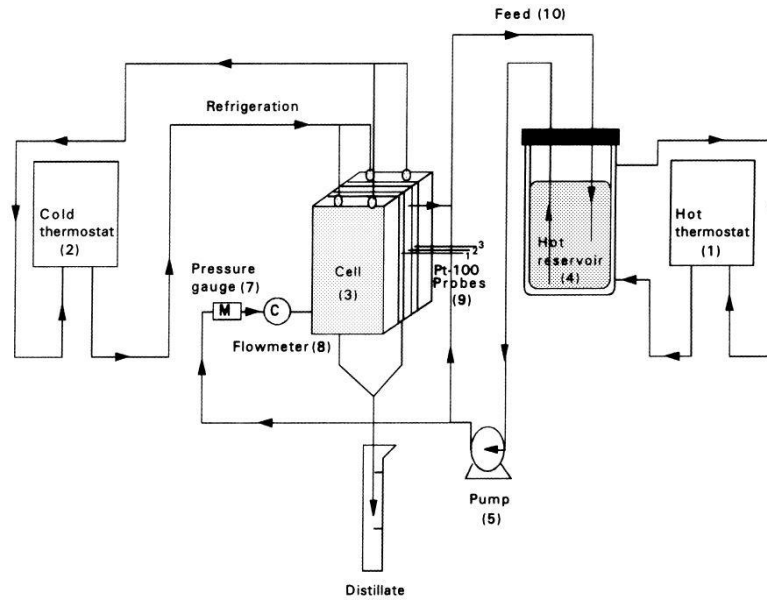 Feed (10)
Refrigeration
Cold
thermostat
(2)
Hot
thermostat
(1)
Hot
reservoir
(4)
Cell
(3)
1 2 3
Pt-100
Probes
(9)
Pressure
gauge (7)
M
C
Flowmeter (8)
Pump
(5)
Distillate